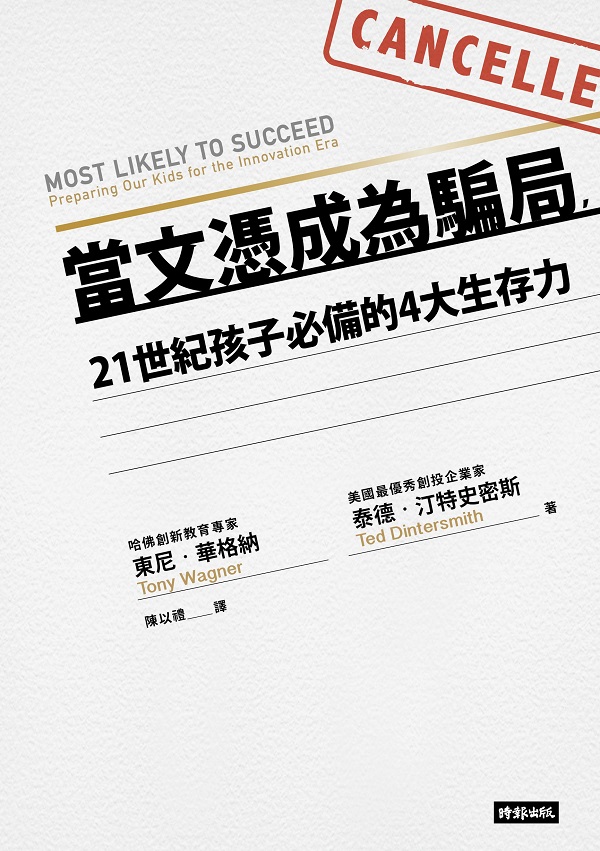 CANCELLE
MOST LIKELY TO SUCCEED
Preparing Our Kids for the Innovation Era
當文憑成為騙局，
21世紀孩子必備的4大生存力
美國最優秀創投企業家
泰德．汀特史密斯 著
Ted Dintersmith
哈佛創新教育專家
東尼．華格納
Tony Wagner
陳以禮＿＿譯
時報出版